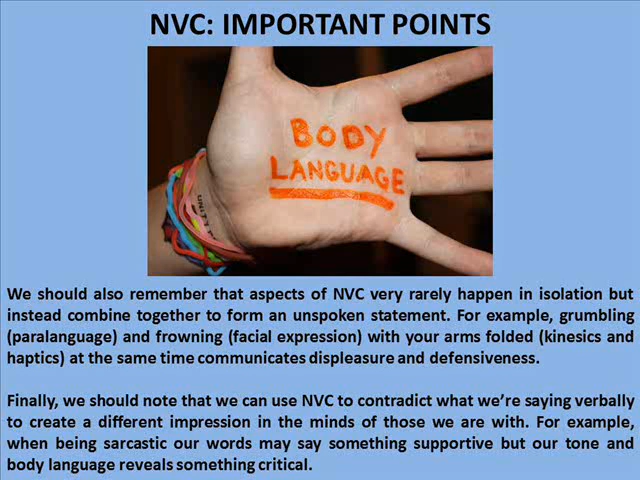 NVC: IMPORTANT POINTS
BODY
LANGUAGE
We should also remember that aspects of NVC very rarely happen in isolation but
instead combine together to form an unspoken statement. For example, grumbling
(paralanguage) and frowning (facial expression) with your arms folded (kinesics and
haptics) at the same time communicates displeasure and defensiveness.
Finally, we should note that we can use NVC to contradict what we’re saying verbally
to create a different impression in the minds of those we are with. For example,
when being sarcastic our words may say something supportive but our tone and
body language reveals something critical.